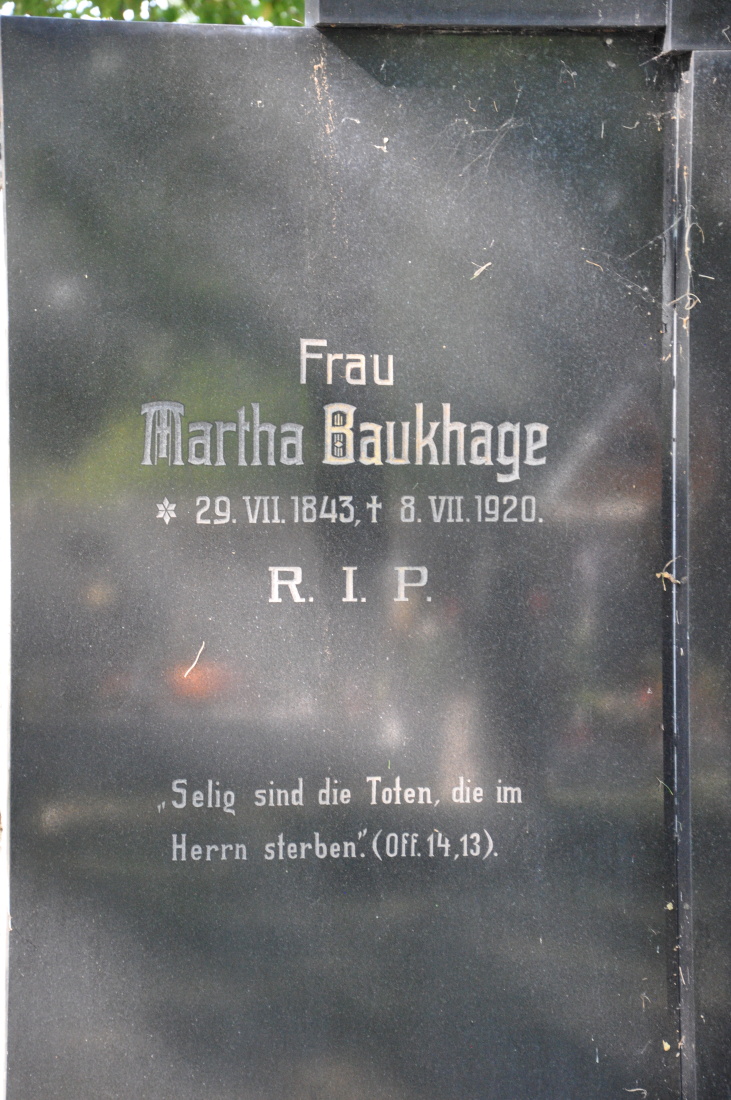 Frau
Martha Baukhage
* 29. VII. 1843, † 8. VII. 1920.
R. I. P.
„Selig sind die Toten, die im
Herrn sterben.” (Off. 14,13).